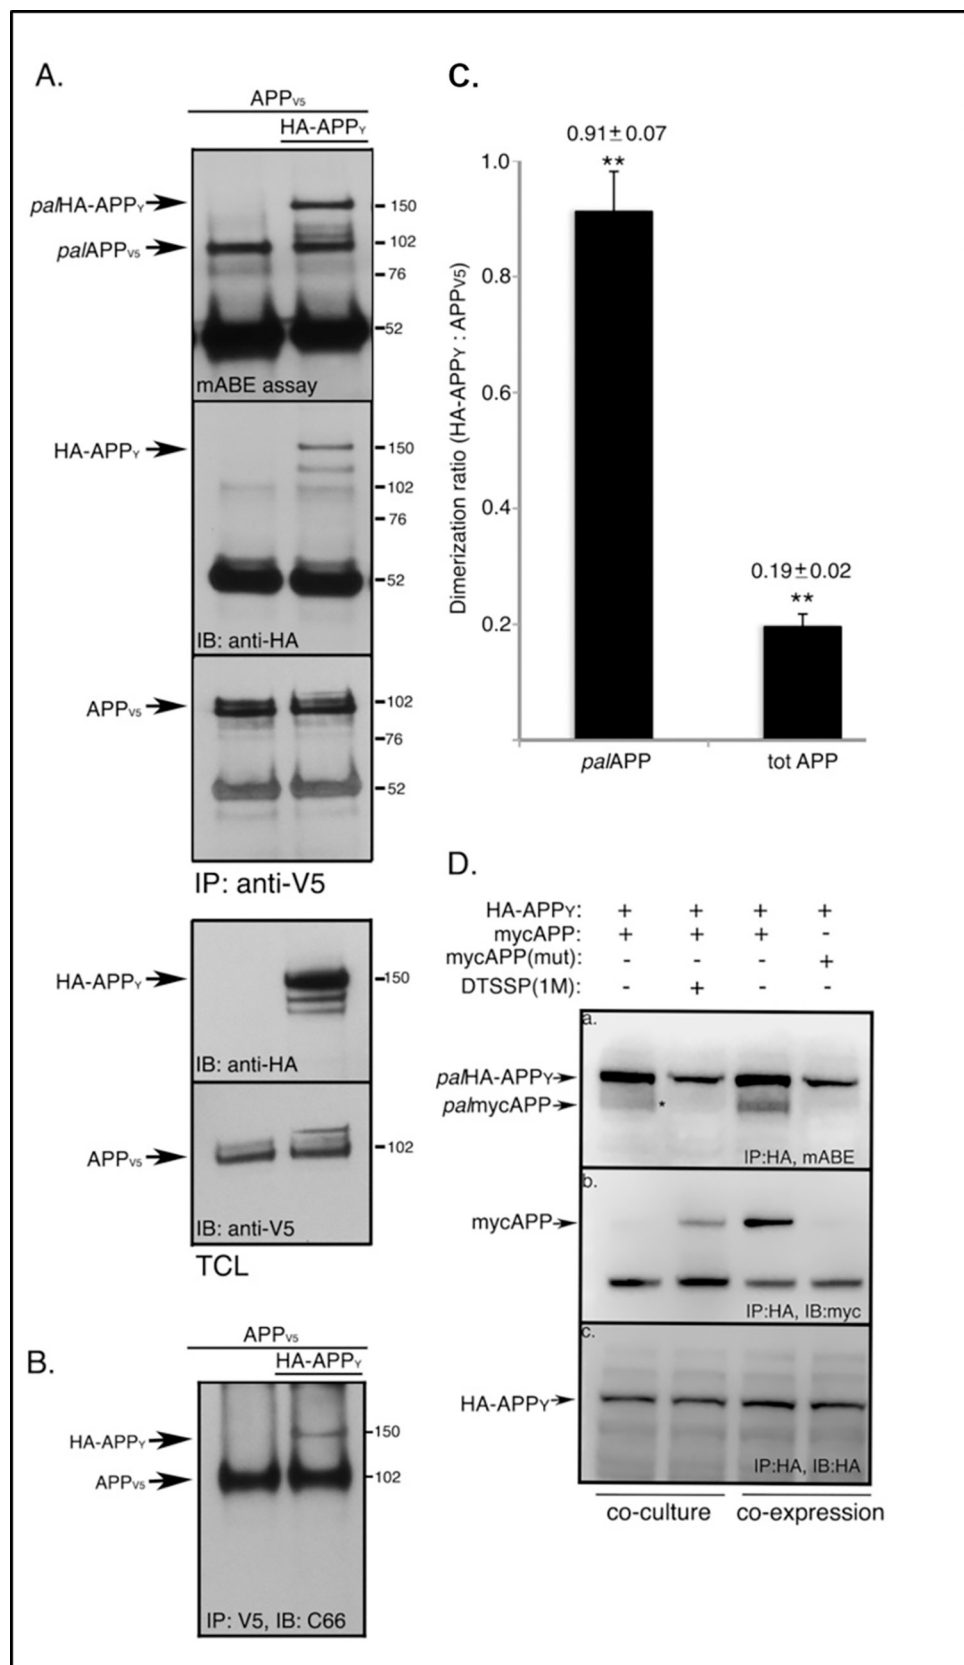 A.
APPV5
HA-APPY
palHA-APPY
palAPPV5
150
102
76
52
mABE assay
HA-APPY
150
102
76
52
IB: anti-HA
APPV5
102
76
52
IP: anti-V5
HA-APPY
150
IB: anti-HA
APPV5
102
IB: anti-V5
TCL
B.
APPV5
HA-APPY
HA-APPY
APPV5
150
102
IP: V5, IB: C66
C.
Dimerization ratio (HA-APPY : APPV5)
1.0
0.8
0.6
0.4
0.2
0.91±0.07
**
0.19±0.02
**
palAPP
tot APP
D.
HA-APPY: + + + +
mycAPP: + + + -
mycAPP(mut): - - - +
DTSSP(1M): - + - -
a.
palHA-APPY
palmycAPP
*
IP:HA, mABE
b.
mycAPP
IP:HA, IB:myc
c.
HA-APPY
IP:HA, IB:HA
co-culture co-expression